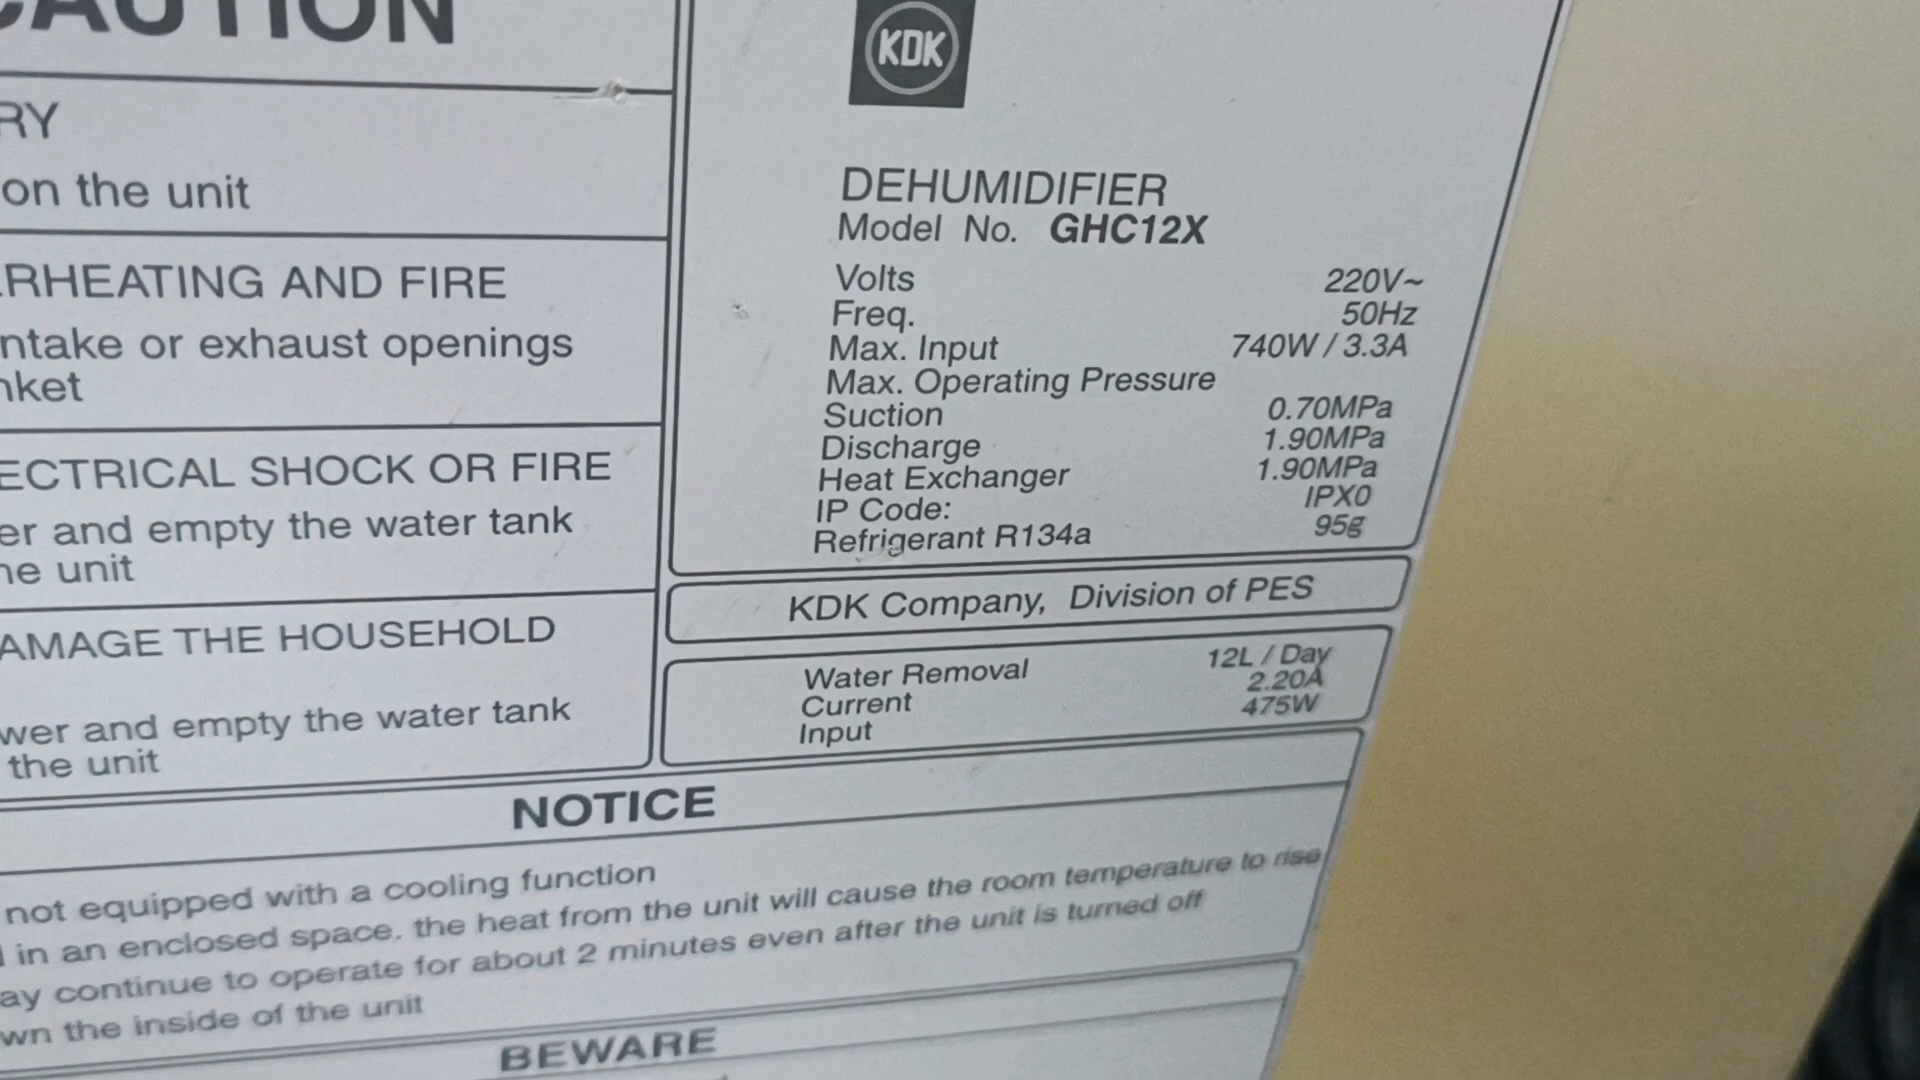 CAUTION
RY
on the unit
RHEATING AND FIRE
ntake or exhaust openings
nket
ECTRICAL SHOCK OR FIRE
er and empty the water tank
he unit
AMAGE THE HOUSEHOLD
wer and empty the water tank
the unit
KDK
DEHUMIDIFIER
Model No. GHC12X
Volts 220V~
Freq. 50Hz
Max. Input 740W / 3.3A
Max. Operating Pressure
Suction 0.70MPa
Discharge 1.90MPa
Heat Exchanger 1.90MPa
IP Code: IPX0
Refrigerant R134a 95g
KDK Company, Division of PES
Water Removal 12L / Day
Current 2.20A
Input 475W
NOTICE
not equipped with a cooling function
in an enclosed space. the heat from the unit will cause the room temperature to rise
ay continue to operate for about 2 minutes even after the unit is turned off
wn the inside of the unit
BEWARE